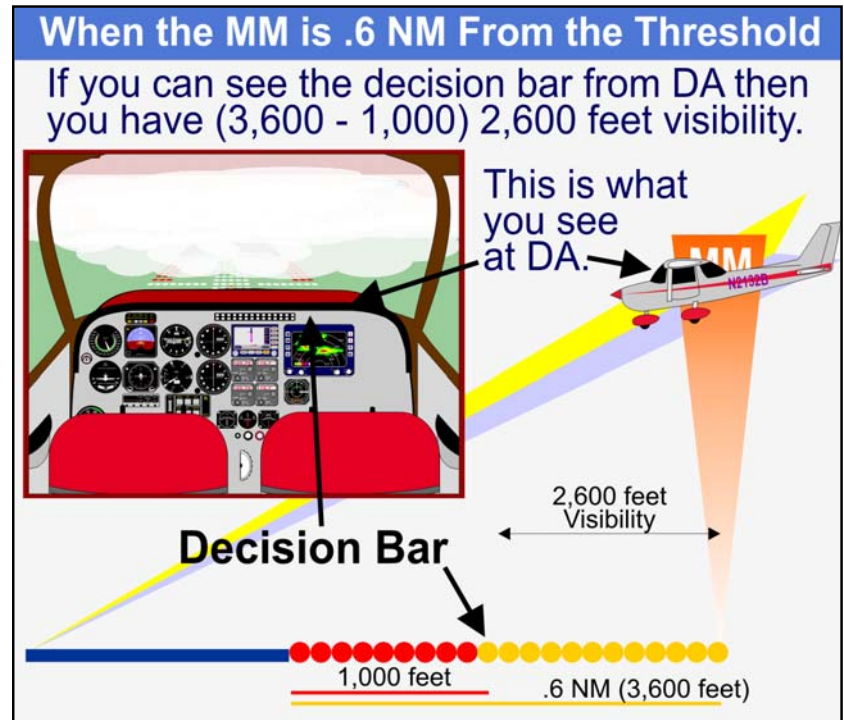 When the MM is .6 NM From the Threshold
If you can see the decision bar from DA then
you have (3,600 - 1,000) 2,600 feet visibility.
This is what
you see
at DA.
MM
N2132B
2,600 feet
Visibility
Decision Bar
1,000 feet
.6 NM (3,600 feet)